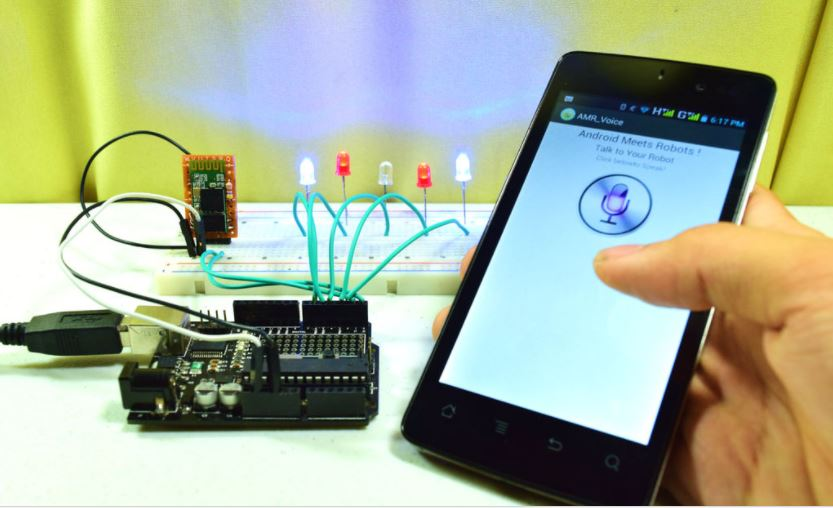 H G 6:17 PM
AMR_Voice
Android Meets Robots !
Talk to Your Robot
Click below to Speak!